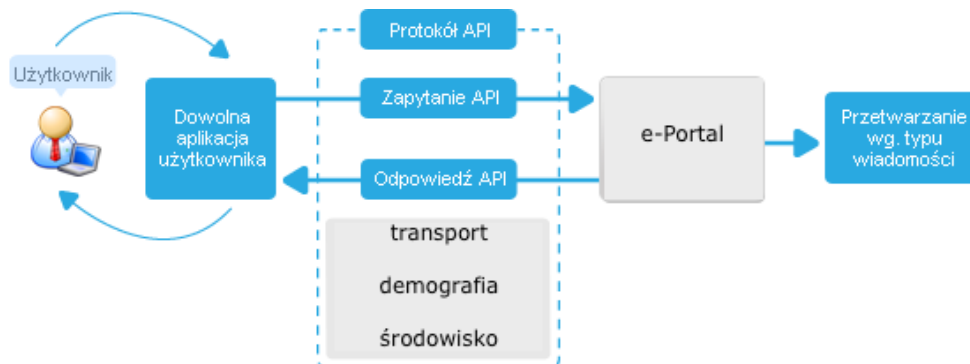 Użytkownik
Dowolna
aplikacja
użytkownika
Protokół API
Zapytanie API
Odpowiedź API
transport
demografia
środowisko
e-Portal
Przetwarzanie
wg. typu
wiadomości